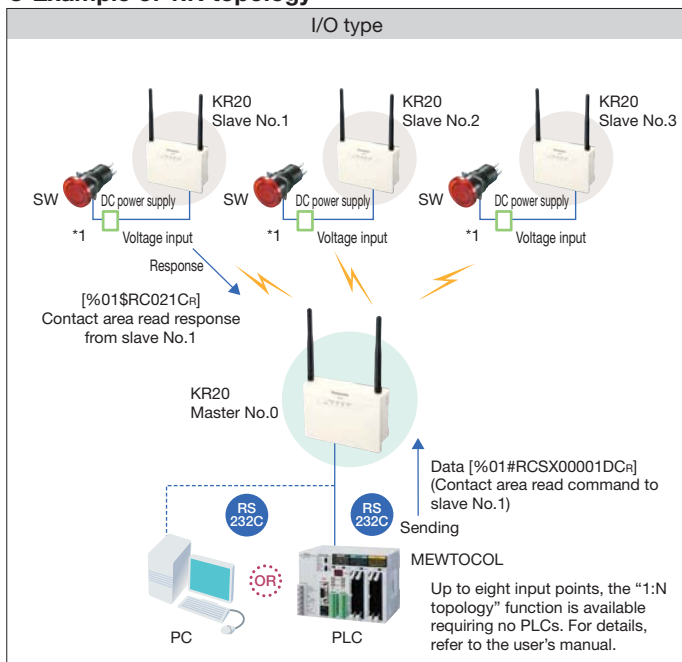 I/O type
KR20
Slave No.1
KR20
Slave No.2
KR20
Slave No.3
SW
DC power supply
SW
DC power supply
SW
DC power supply
*1
Voltage input
*1
Voltage input
*1
Voltage input
Response
[%01$RC021CR]
Contact area read response
from slave No.1
KR20
Master No.0
Data [%01#RCSX00001DCR]
(Contact area read command to
slave No.1)
RS
232C
RS
232C
Sending
MEWTOCOL
OR
Up to eight input points, the “1:N
topology” function is available
requiring no PLCs. For details,
refer to the user’s manual.
PC
PLC